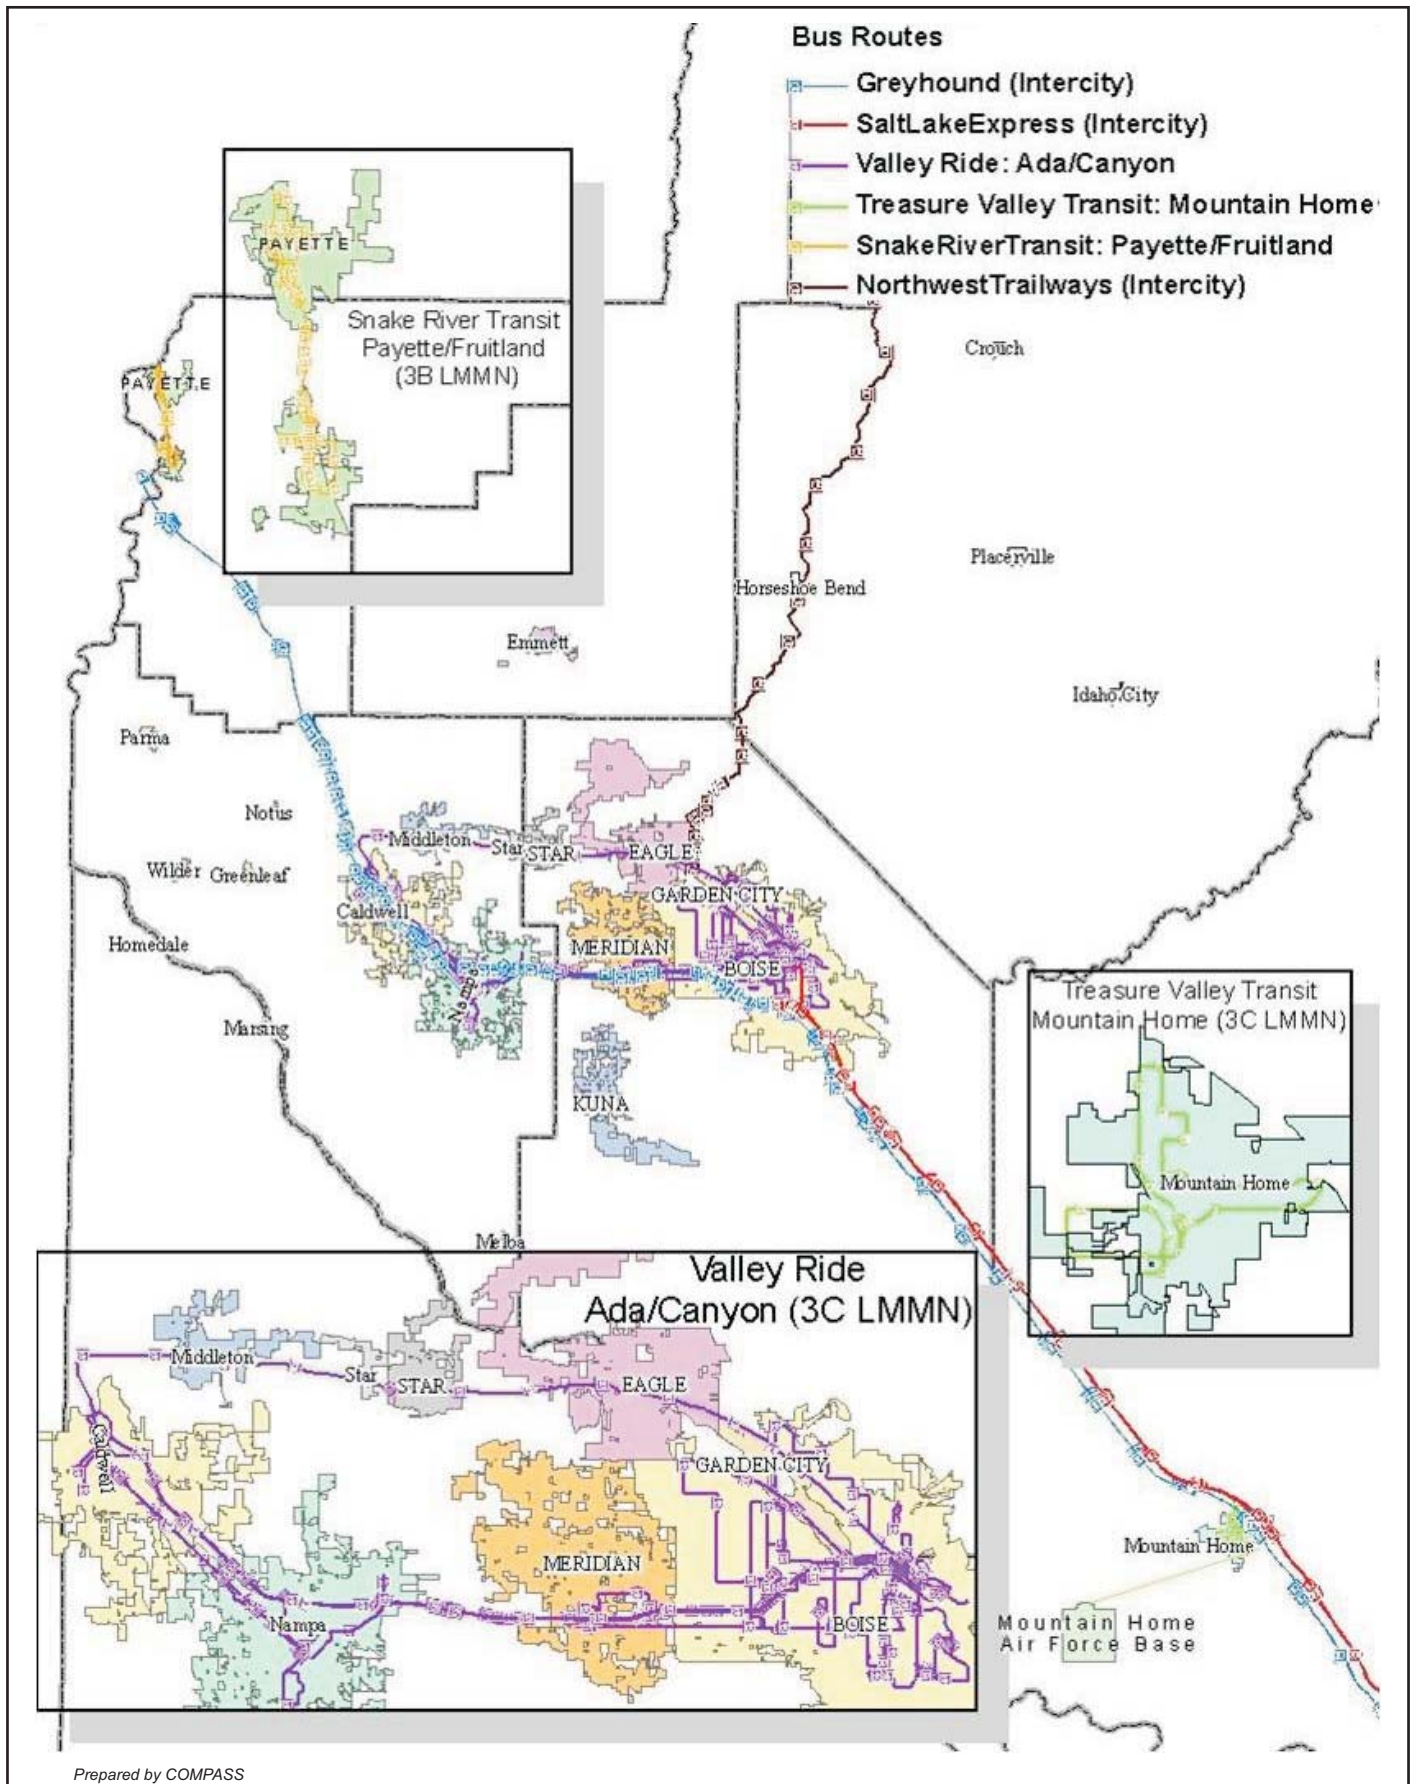 Bus Routes
Greyhound (Intercity)
SaltLakeExpress (Intercity)
Valley Ride: Ada/Canyon
Treasure Valley Transit: Mountain Home
SnakeRiverTransit: Payette/Fruitland
NorthwestTrailways (Intercity)
PAYETTE
Snake River Transit
Payette/Fruitland
(3B LMMN)
PAYETTE
Crouch
Placerville
Horseshoe Bend
Emmett
Idaho City
Parma
Notus
Middleton
Star
STAR
EAGLE
Wilder
Greenleaf
GARDEN CITY
Caldwell
Homedale
MERIDIAN
BOISE
Nampa
Marsing
KUNA
Treasure Valley Transit
Mountain Home (3C LMMN)
Mountain Home
Melba
Valley Ride
Ada/Canyon (3C LMMN)
Middleton
Star
STAR
EAGLE
Caldwell
GARDEN CITY
MERIDIAN
Nampa
BOISE
Mountain Home
Mountain Home
Air Force Base
Prepared by COMPASS